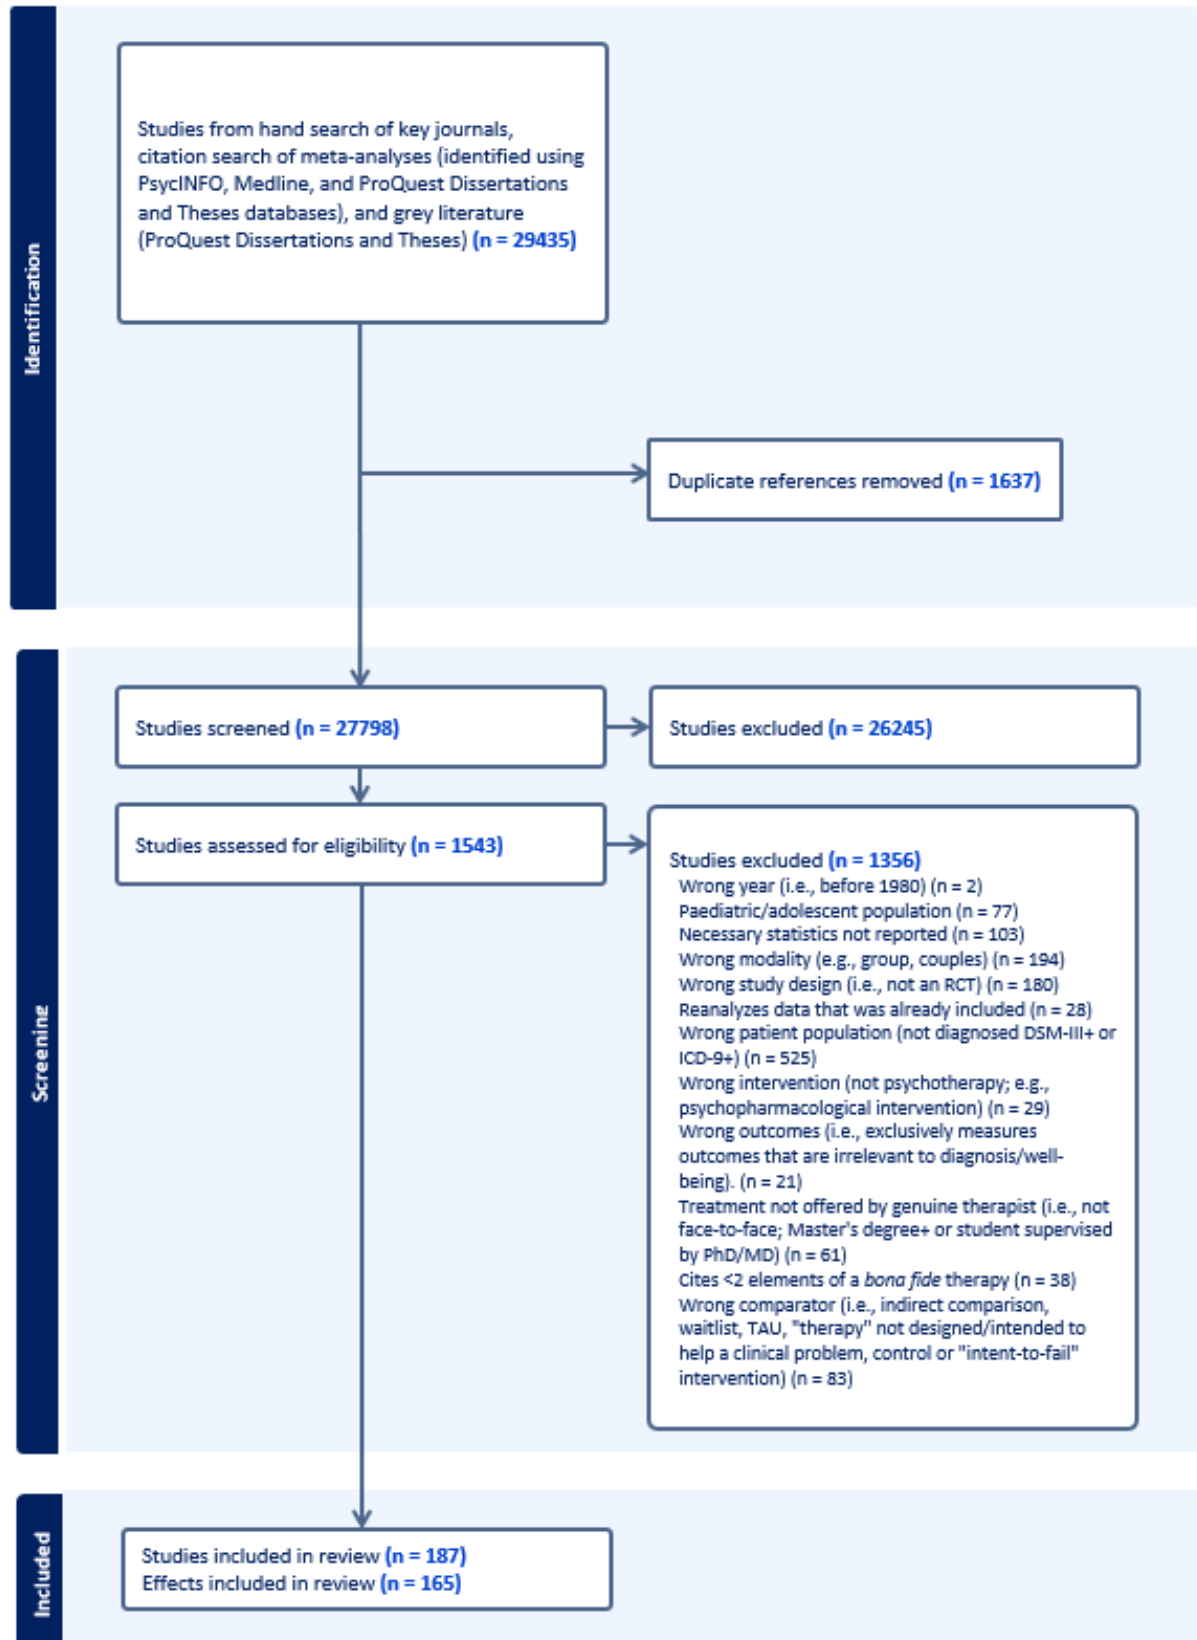 Identification
Studies from hand search of key journals,
citation search of meta-analyses (identified using
PsycINFO, Medline, and ProQuest Dissertations
and Theses databases), and grey literature
(ProQuest Dissertations and Theses) (n = 29435)
Duplicate references removed (n = 1637)
Screening
Studies screened (n = 27798)
Studies excluded (n = 26245)
Studies assessed for eligibility (n = 1543)
Studies excluded (n = 1356)
Wrong year (i.e., before 1980) (n = 2)
Paediatric/adolescent population (n = 77)
Necessary statistics not reported (n = 103)
Wrong modality (e.g., group, couples) (n = 194)
Wrong study design (i.e., not an RCT) (n = 180)
Reanalyzes data that was already included (n = 28)
Wrong patient population (not diagnosed DSM-III+ or
ICD-9+) (n = 525)
Wrong intervention (not psychotherapy; e.g.,
psychopharmacological intervention) (n = 29)
Wrong outcomes (i.e., exclusively measures
outcomes that are irrelevant to diagnosis/well-
being). (n = 21)
Treatment not offered by genuine therapist (i.e., not
face-to-face; Master's degree+ or student supervised
by PhD/MD) (n = 61)
Cites <2 elements of a bona fide therapy (n = 38)
Wrong comparator (i.e., indirect comparison,
waitlist, TAU, "therapy" not designed/intended to
help a clinical problem, control or "intent-to-fail"
intervention) (n = 83)
Included
Studies included in review (n = 187)
Effects included in review (n = 165)